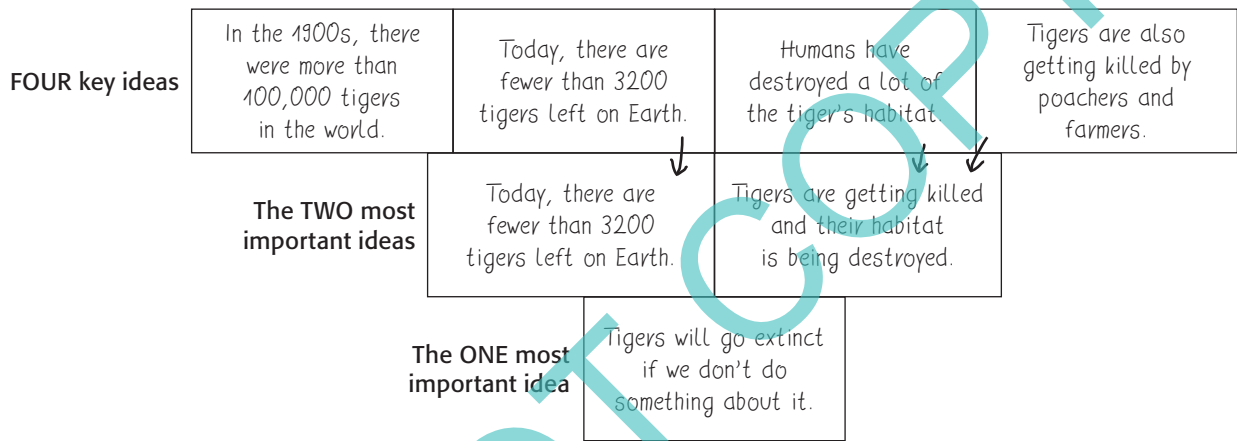 FOUR key ideas
In the 1900s, there
were more than
100,000 tigers
in the world.
Today, there are
fewer than 3200
tigers left on Earth.
Humans have
destroyed a lot of
the tiger's habitat.
Tigers are also
getting killed by
poachers and
farmers.
The TWO most
important ideas
Today, there are
fewer than 3200
tigers left on Earth.
Tigers are getting killed
and their habitat
is being destroyed.
The ONE most
important idea
Tigers will go extinct
if we don't do
something about it.